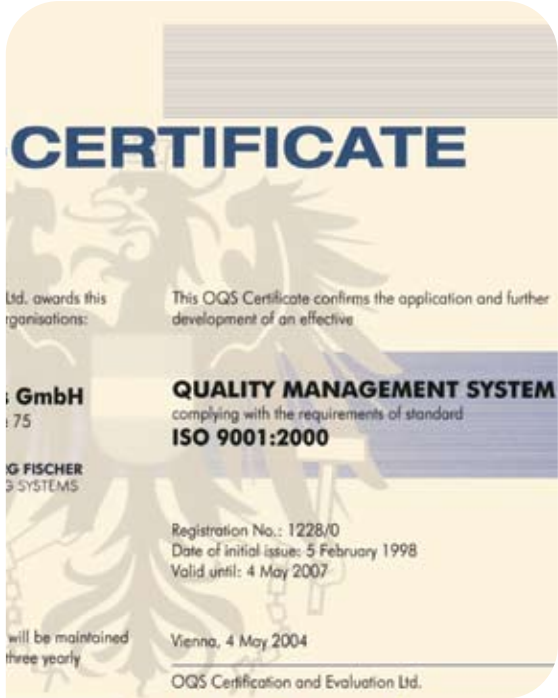 CERTIFICATE
Ltd. awards this
rganisations:
GmbH
75
G FISCHER
SYSTEMS
will be maintained
three yearly
This OQS Certificate confirms the application and further
development of an effective
QUALITY MANAGEMENT SYSTEM
complying with the requirements of standard
ISO 9001:2000
Registration No.: 1228/0
Date of initial issue: 5 February 1998
Valid until: 4 May 2007
Vienna, 4 May 2004
OQS Certification and Evaluation Ltd.